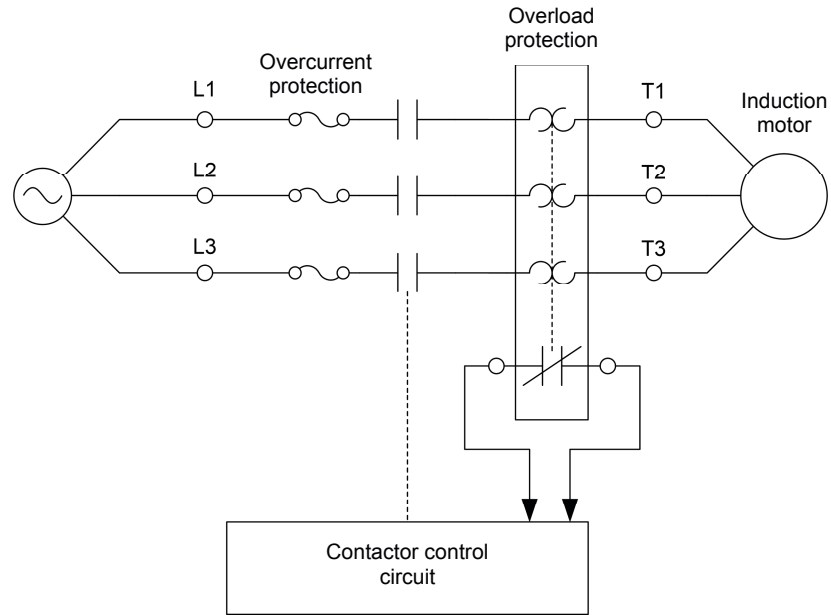 Overload
protection
Overcurrent
protection
L1
T1
Induction
motor
L2
T2
L3
T3
Contactor control
circuit